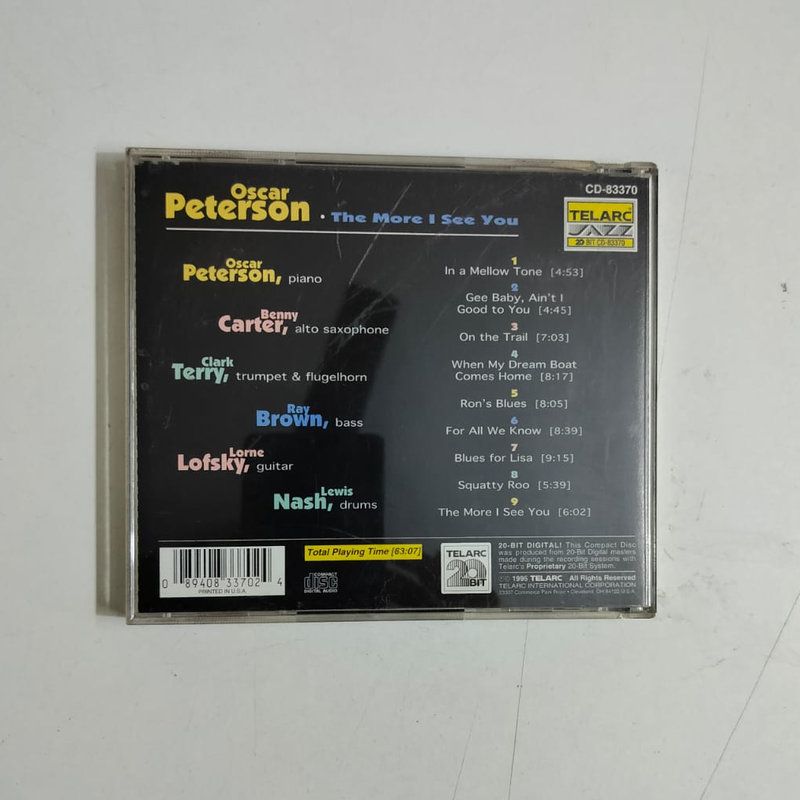 CD-83370
Oscar
Peterson • The More I See You
TELARC
JAZZ
20 BIT CD-83370
Oscar
Peterson, piano
Benny
Carter, alto saxophone
Clark
Terry, trumpet & flugelhorn
Ray
Brown, bass
Lorne
Lofsky, guitar
Lewis
Nash, drums
1
In a Mellow Tone [4:53]
2
Gee Baby, Ain't I
Good to You [4:45]
3
On the Trail [7:03]
4
When My Dream Boat
Comes Home [8:17]
5
Ron's Blues [8:05]
6
For All We Know [8:39]
7
Blues for Lisa [9:15]
8
Squatty Roo [5:39]
9
The More I See You [6:02]
0 89408 33702 4
PRINTED IN U.S.A.
Total Playing Time [63:07]
COMPACT
disc
DIGITAL AUDIO
TELARC
20
BIT
20-BIT DIGITAL! This Compact Disc
was produced from 20-Bit Digital masters
made during the recording sessions with
Telarc's Proprietary 20-Bit System.
1995 TELARC All Rights Reserved
TELARC INTERNATIONAL CORPORATION
23307 Commerce Park Road • Cleveland, OH 44122 U.S.A.